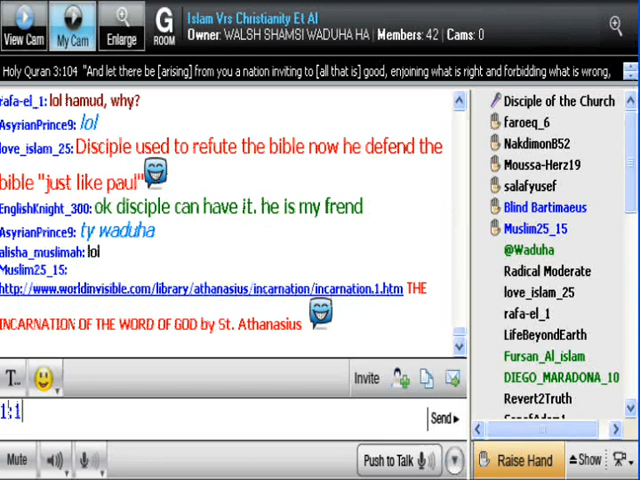 View Cam
My Cam
Enlarge
G
ROOM
Islam Vrs Christianity Et Al
Owner: WALSH SHAMSI WADUHA HA | Members: 42 | Cams: 0
Holy Quran 3:104 "And let there be [arising] from you a nation inviting to [all that is] good, enjoining what is right and forbidding what is wrong,
rafa-el_1: lol hamud, why?
AsyrianPrince9: lol
love_islam_25: Disciple used to refute the bible now he defend the
bible "just like paul"
EnglishKnight_300: ok disciple can have it. he is my frend
AsyrianPrince9: ty waduha
alisha_muslimah: lol
Muslim25_15:
http://www.worldinvisible.com/library/athanasius/incarnation/incarnation.1.htm THE
INCARNATION OF THE WORD OF GOD by St. Athanasius
T...
Invite
1:1
Send
Mute
Push to Talk
Disciple of the Church
faroeq_6
NakdimonB52
Moussa-Herz19
salafyusef
Blind Bartimaeus
Muslim25_15
@Waduha
Radical Moderate
love_islam_25
rafa-el_1
LifeBeyondEarth
Fursan_Al_islam
DIEGO_MARADONA_10
Revert2Truth
Raise Hand
Show